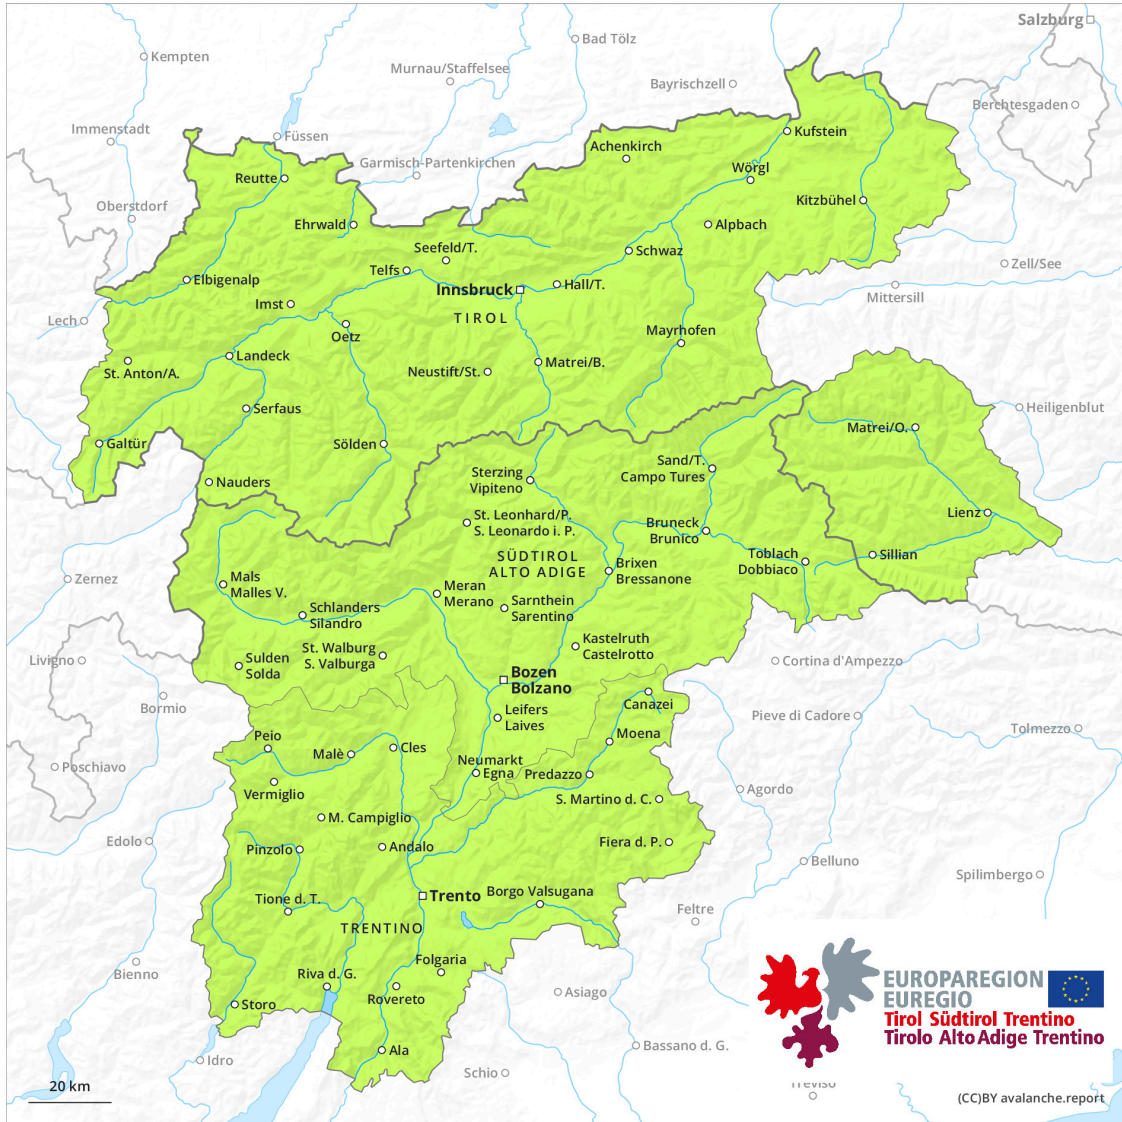 Salzburg
Bad Tölz
Kempten
Murnau/Staffelsee
Bayrischzell
Berchtesgaden
Immenstadt
Füssen
Kufstein
Achenkirch
Garmisch-Partenkirchen
Wörgl
Reutte
Kitzbühel
Oberstdorf
Ehrwald
Alpbach
Seefeld/T.
Schwaz
Zell/See
Telfs
Elbigenalp
Innsbruck
Hall/T.
Mittersill
Imst
Lech
TIROL
Mayrhofen
Oetz
Landeck
Matrei/B.
St. Anton/A.
Neustift/St.
Serfaus
Heiligenblut
Matrei/O.
Galtür
Sölden
Sand/T.
Campo Tures
Sterzing
Vipiteno
Nauders
St. Leonhard/P.
S. Leonardo i. P.
Bruneck
Brunico
Lienz
SÜDTIROL
ALTO ADIGE
Toblach
Dobbiaco
Sillian
Brixen
Bressanone
Zernez
Mals
Malles V.
Meran
Merano
Sarnthein
Sarentino
Schlanders
Silandro
Kastelruth
Castelrotto
St. Walburg
S. Valburga
Livigno
Sulden
Solda
Cortina d'Ampezzo
Bozen
Bolzano
Bormio
Canazei
Leifers
Laives
Pieve di Cadore
Tolmezzo
Peio
Moena
Malè
Cles
Poschiavo
Neumarkt
Egna
Predazzo
Vermiglio
Agordo
S. Martino d. C.
M. Campiglio
Edolo
Fiera d. P.
Pinzolo
Andalo
Belluno
Spilimbergo
Trento
Borgo Valsugana
Tione d. T.
Feltre
TRENTINO
Folgaria
Bienno
Riva d. G.
Rovereto
Asiago
Storo
EUROPAREGION
EUREGIO
Tirol Südtirol Trentino
Tirolo Alto Adige Trentino
Bassano d. G.
Ala
Idro
Schio
Treviso
20 km
(CC)BY avalanche.report